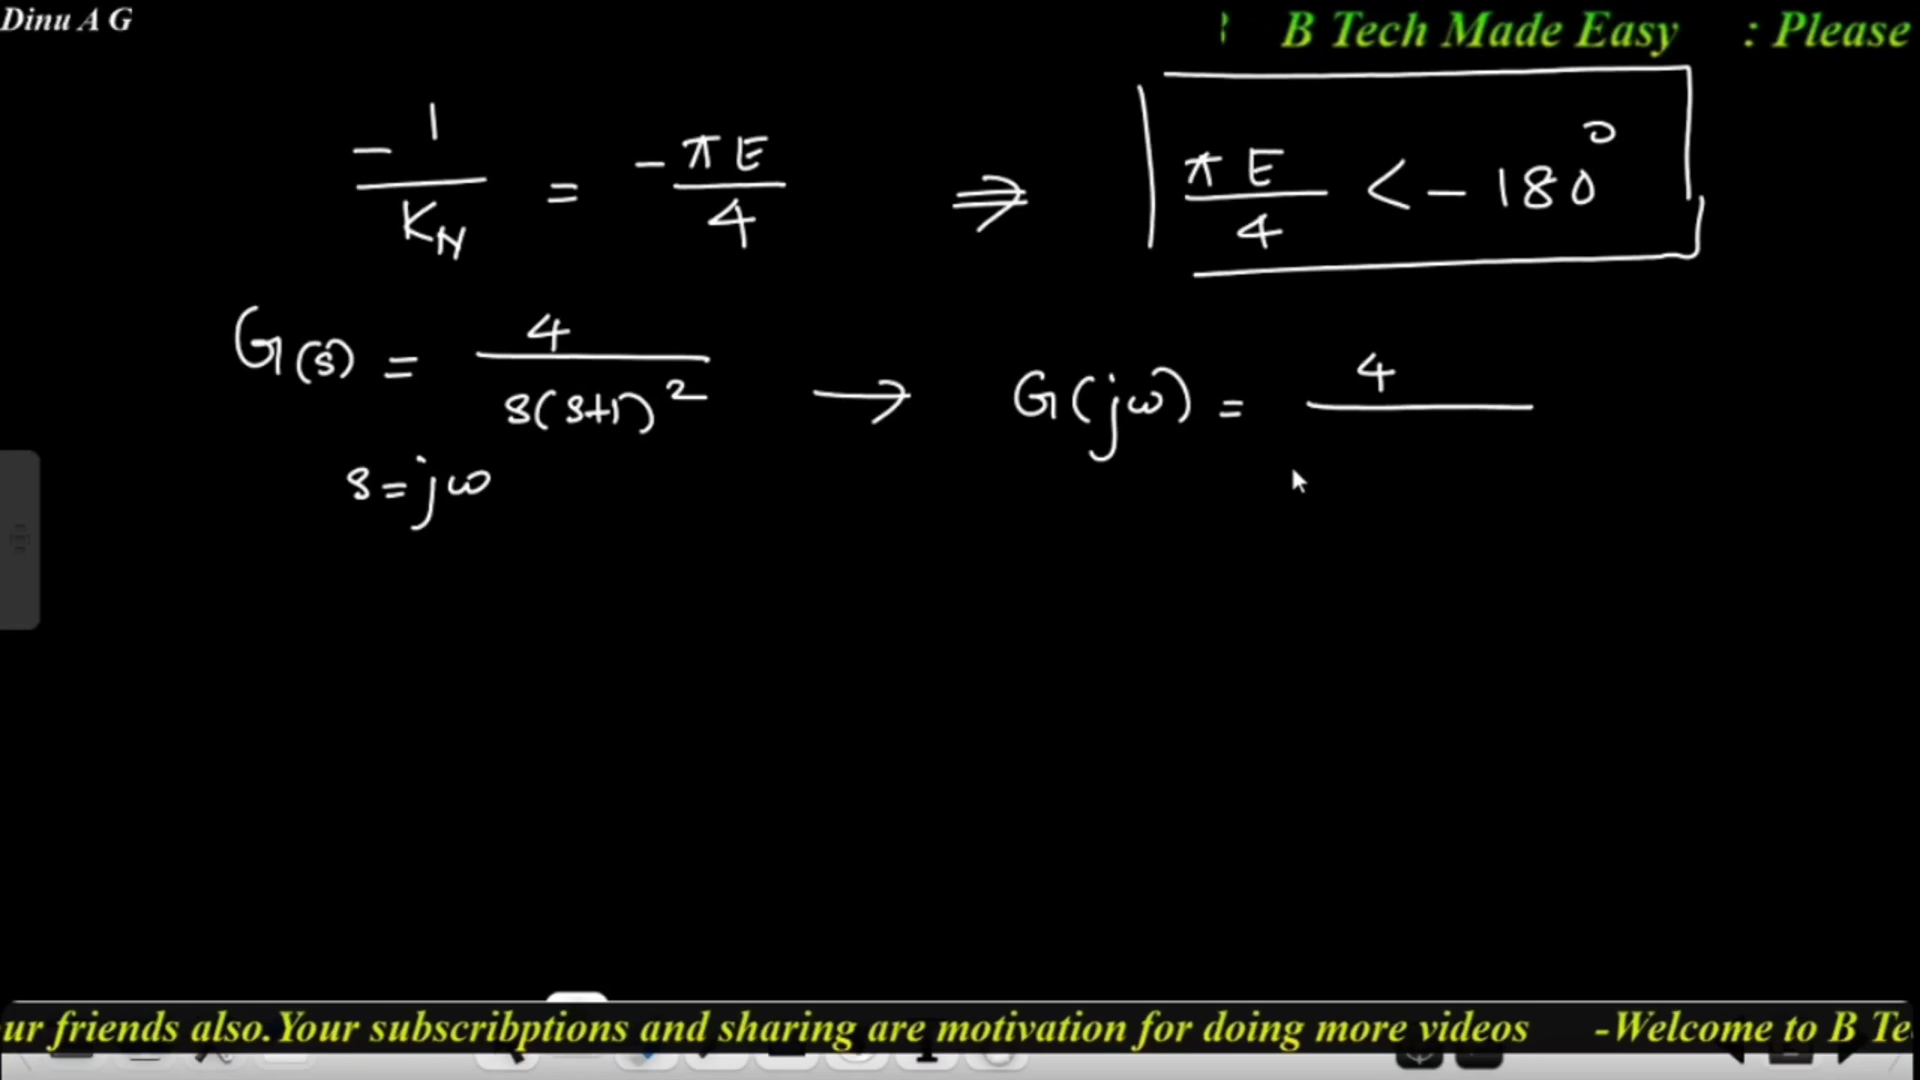 Dinu A G
B Tech Made Easy : Please
-1/K_N = -πE/4 ⇒ πE/4 < -180°
G(s) = 4/s(s+1)² → G(jω) = 4/
s=jω
ur friends also.Your subscribptions and sharing are motivation for doing more videos -Welcome to B Te